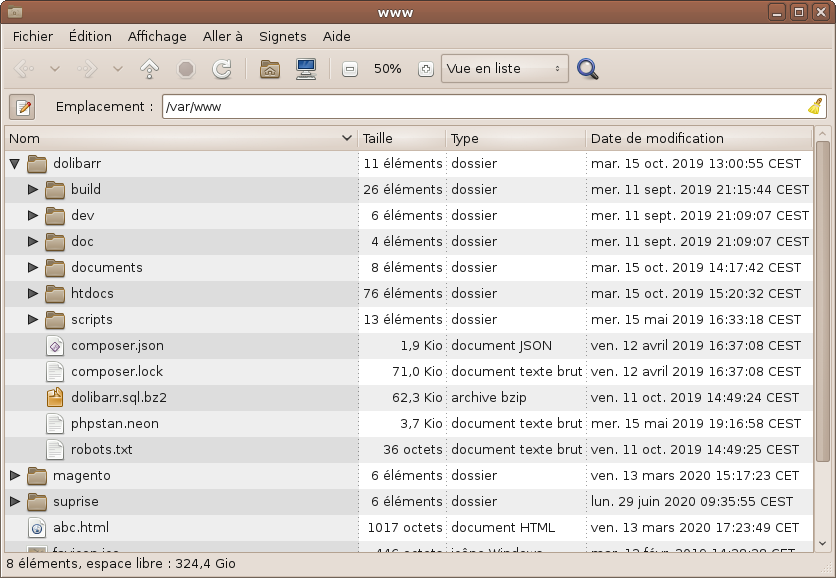 www
Fichier Édition Affichage Aller à Signets Aide
50% Vue en liste
Emplacement : /var/www
Nom Taille Type Date de modification
dolibarr 11 éléments dossier mar. 15 oct. 2019 13:00:55 CEST
build 26 éléments dossier mer. 11 sept. 2019 21:15:44 CEST
dev 6 éléments dossier mer. 11 sept. 2019 21:09:07 CEST
doc 4 éléments dossier mer. 11 sept. 2019 21:09:07 CEST
documents 8 éléments dossier mar. 15 oct. 2019 14:17:42 CEST
htdocs 76 éléments dossier mar. 15 oct. 2019 15:20:32 CEST
scripts 13 éléments dossier mer. 15 mai 2019 16:33:18 CEST
composer.json 1,9 Kio document JSON ven. 12 avril 2019 16:37:08 CEST
composer.lock 71,0 Kio document texte brut ven. 12 avril 2019 16:37:08 CEST
dolibarr.sql.bz2 62,3 Kio archive bzip ven. 11 oct. 2019 14:49:24 CEST
phpstan.neon 3,7 Kio document texte brut mer. 15 mai 2019 19:16:58 CEST
robots.txt 36 octets document texte brut ven. 11 oct. 2019 14:49:25 CEST
magento 6 éléments dossier ven. 13 mars 2020 15:17:23 CET
suprise 6 éléments dossier lun. 29 juin 2020 09:35:55 CEST
abc.html 1017 octets document HTML ven. 13 mars 2020 17:23:49 CET
8 éléments, espace libre : 324,4 Gio